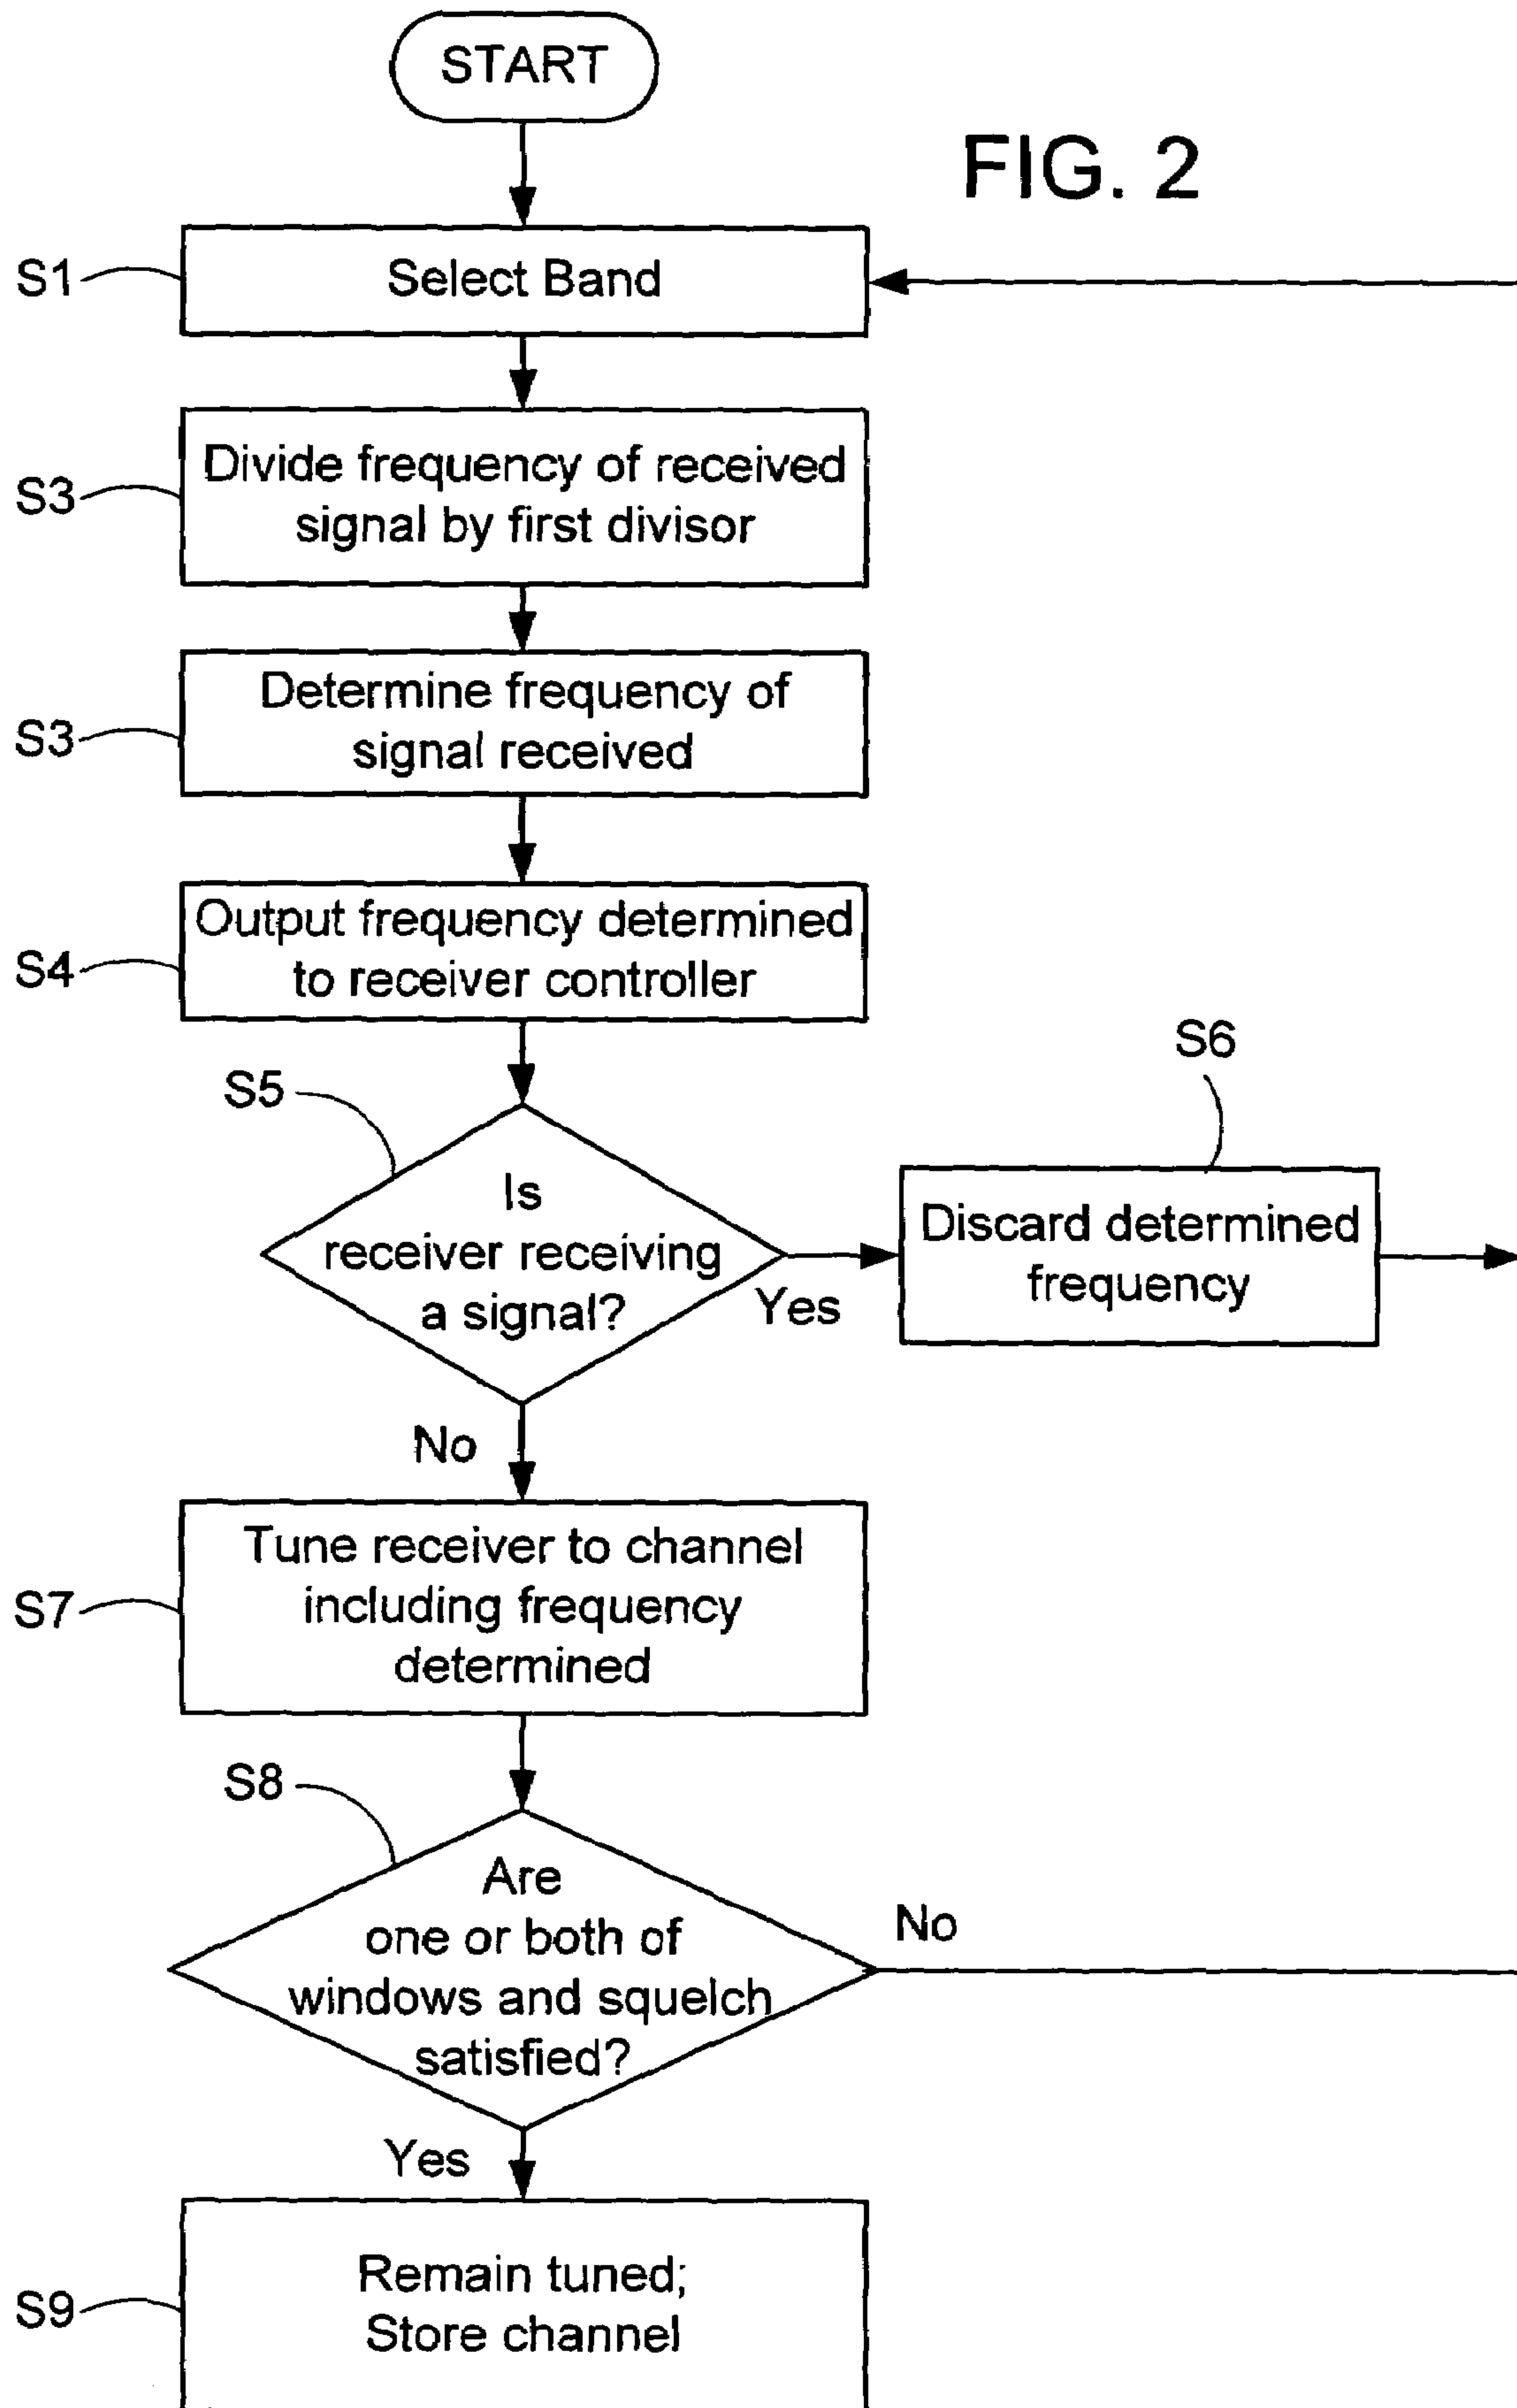 START
FIG. 2
S1
Select Band
S3
Divide frequency of received
signal by first divisor
S3
Determine frequency of
signal received
S4
Output frequency determined
to receiver controller
S5
Is
receiver receiving
a signal?
Yes
S6
Discard determined
frequency
No
S7
Tune receiver to channel
including frequency
determined
S8
Are
one or both of
windows and squelch
satisfied?
No
Yes
S9
Remain tuned;
Store channel